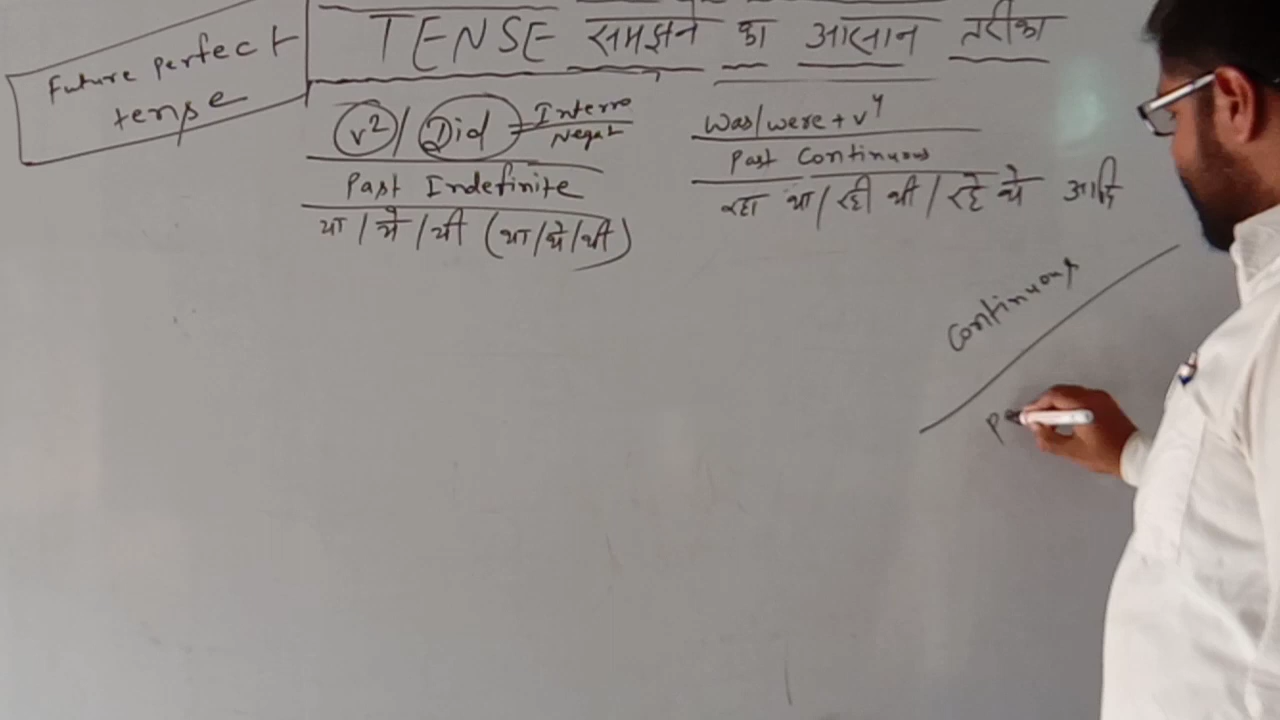 Future perfect
tense
TENSE समझने का आसान तरीका
v2/ Did = Interro
Negat
Past Indefinite
या / ये / यी (था/थे/थी)
Was/were + v4
Past Continuous
रहा था / रही थी / रहे थे आदि
Continuous